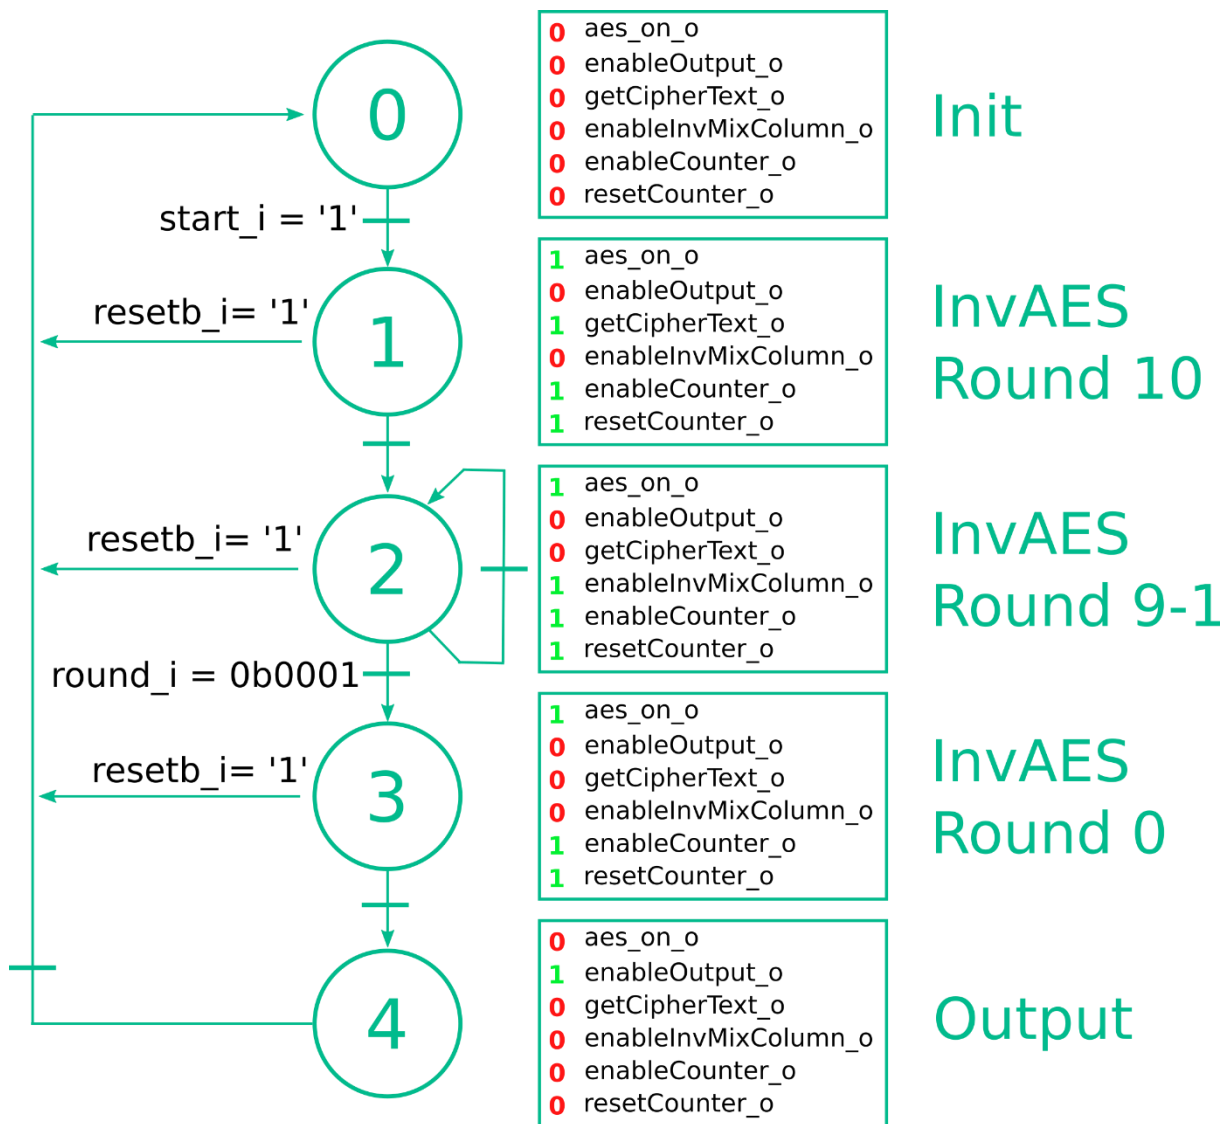 0
0 aes_on_o
0 enableOutput_o
0 getCipherText_o
0 enableInvMixColumn_o
0 enableCounter_o
0 resetCounter_o
Init
start_i = '1'
resetb_i= '1'
1
1 aes_on_o
0 enableOutput_o
1 getCipherText_o
0 enableInvMixColumn_o
1 enableCounter_o
1 resetCounter_o
InvAES
Round 10
resetb_i= '1'
2
1 aes_on_o
0 enableOutput_o
0 getCipherText_o
1 enableInvMixColumn_o
1 enableCounter_o
1 resetCounter_o
InvAES
Round 9-1
round_i = 0b0001
resetb_i= '1'
3
1 aes_on_o
0 enableOutput_o
0 getCipherText_o
0 enableInvMixColumn_o
1 enableCounter_o
1 resetCounter_o
InvAES
Round 0
4
0 aes_on_o
1 enableOutput_o
0 getCipherText_o
0 enableInvMixColumn_o
0 enableCounter_o
0 resetCounter_o
Output